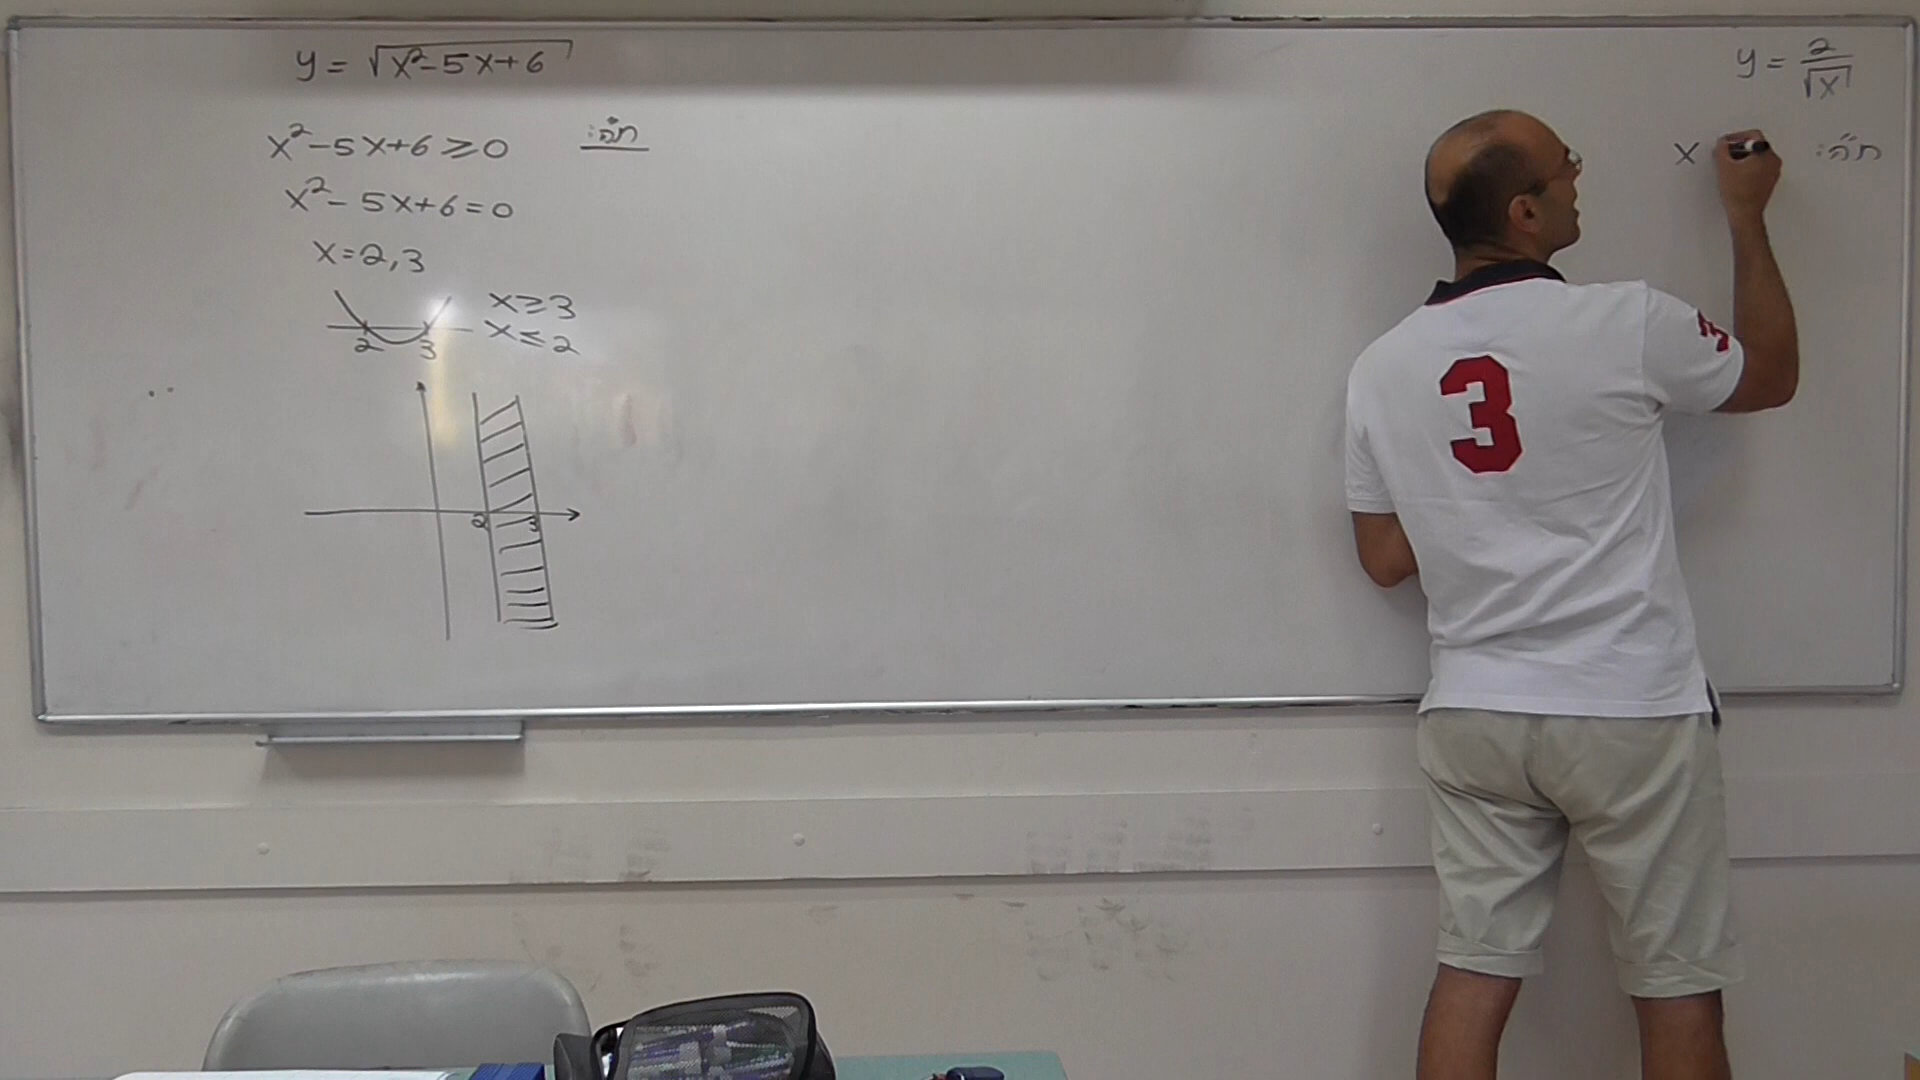 y = √x²-5x+6
ת"ה: x²-5x+6 ≥ 0
x²-5x+6=0
x=2,3
x≥3
x≤2
2 3
2 3
y = 2/√x
ת"ה: x
3
3